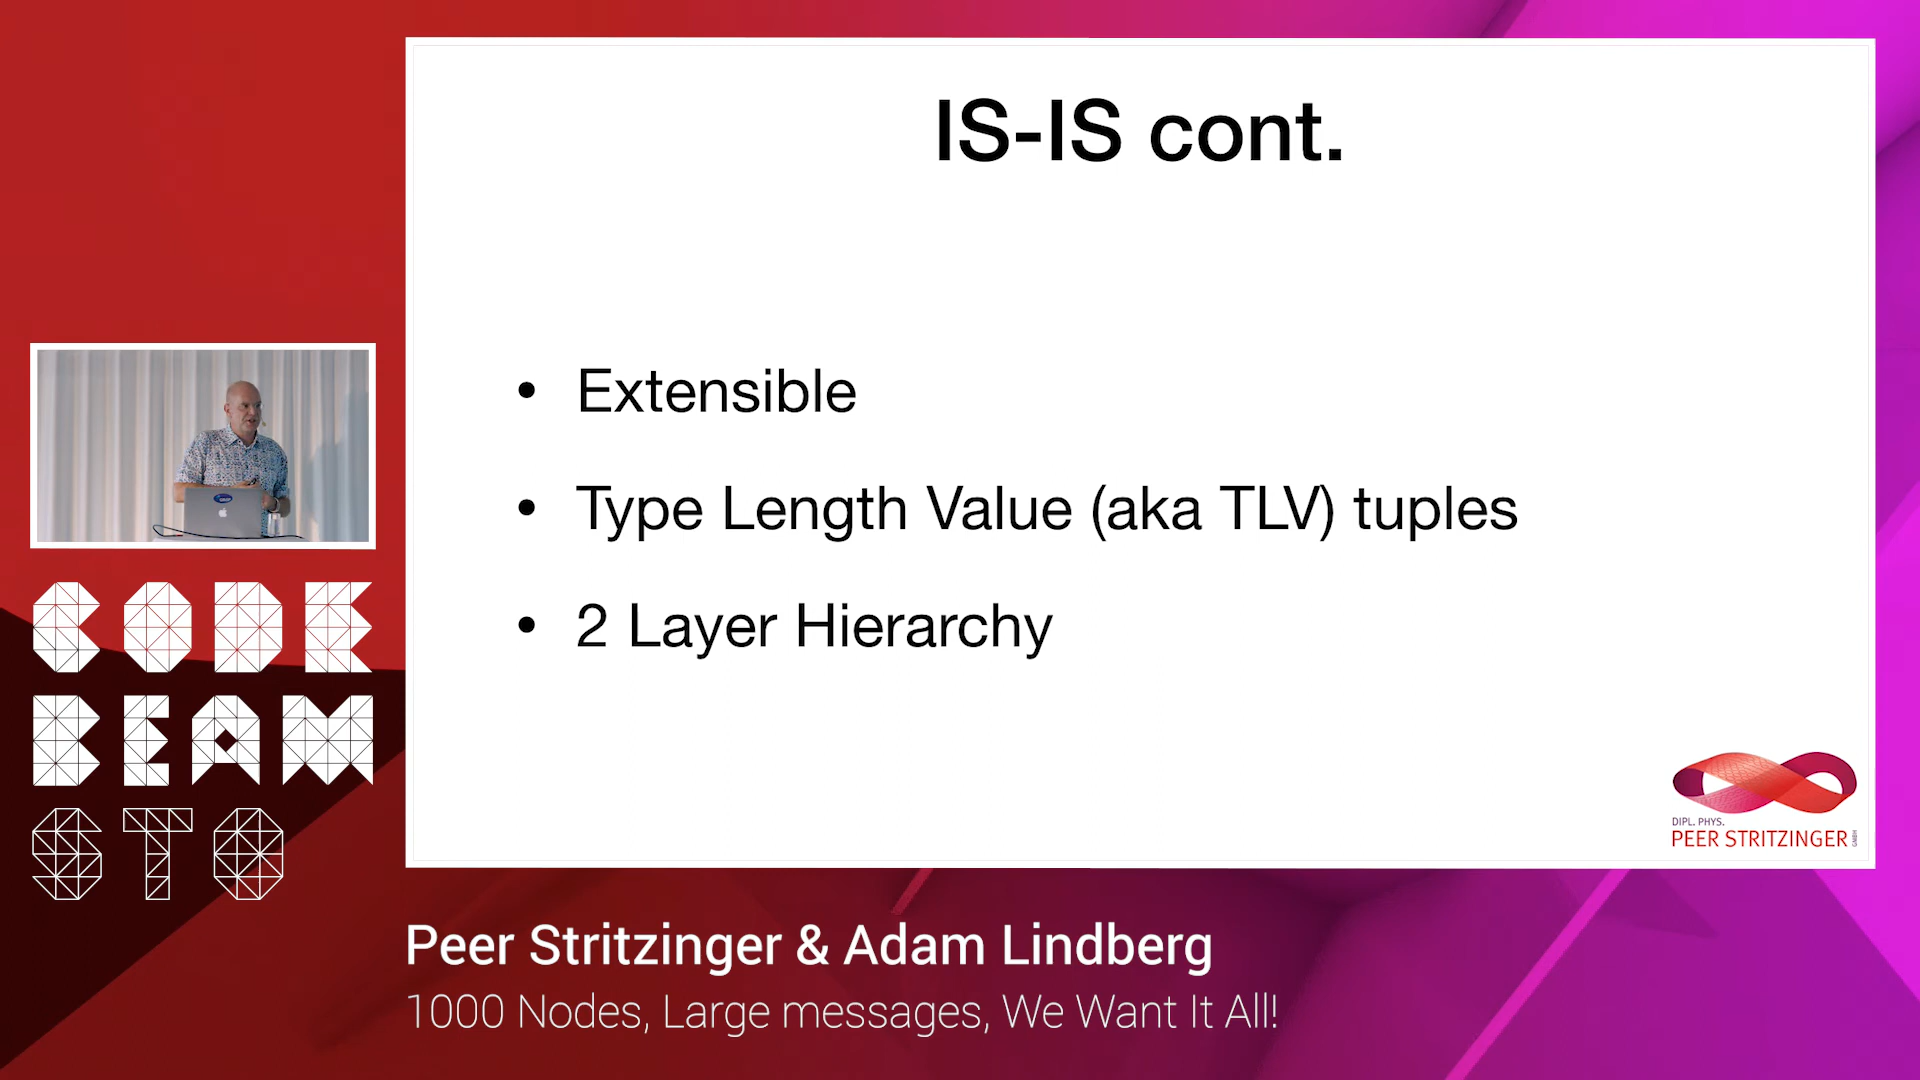 IS-IS cont.
• Extensible
• Type Length Value (aka TLV) tuples
• 2 Layer Hierarchy
DIPL. PHYS.
PEER STRITZINGER GMBH
CODE
BEAM
STO
Peer Stritzinger & Adam Lindberg
1000 Nodes, Large messages, We Want It All!